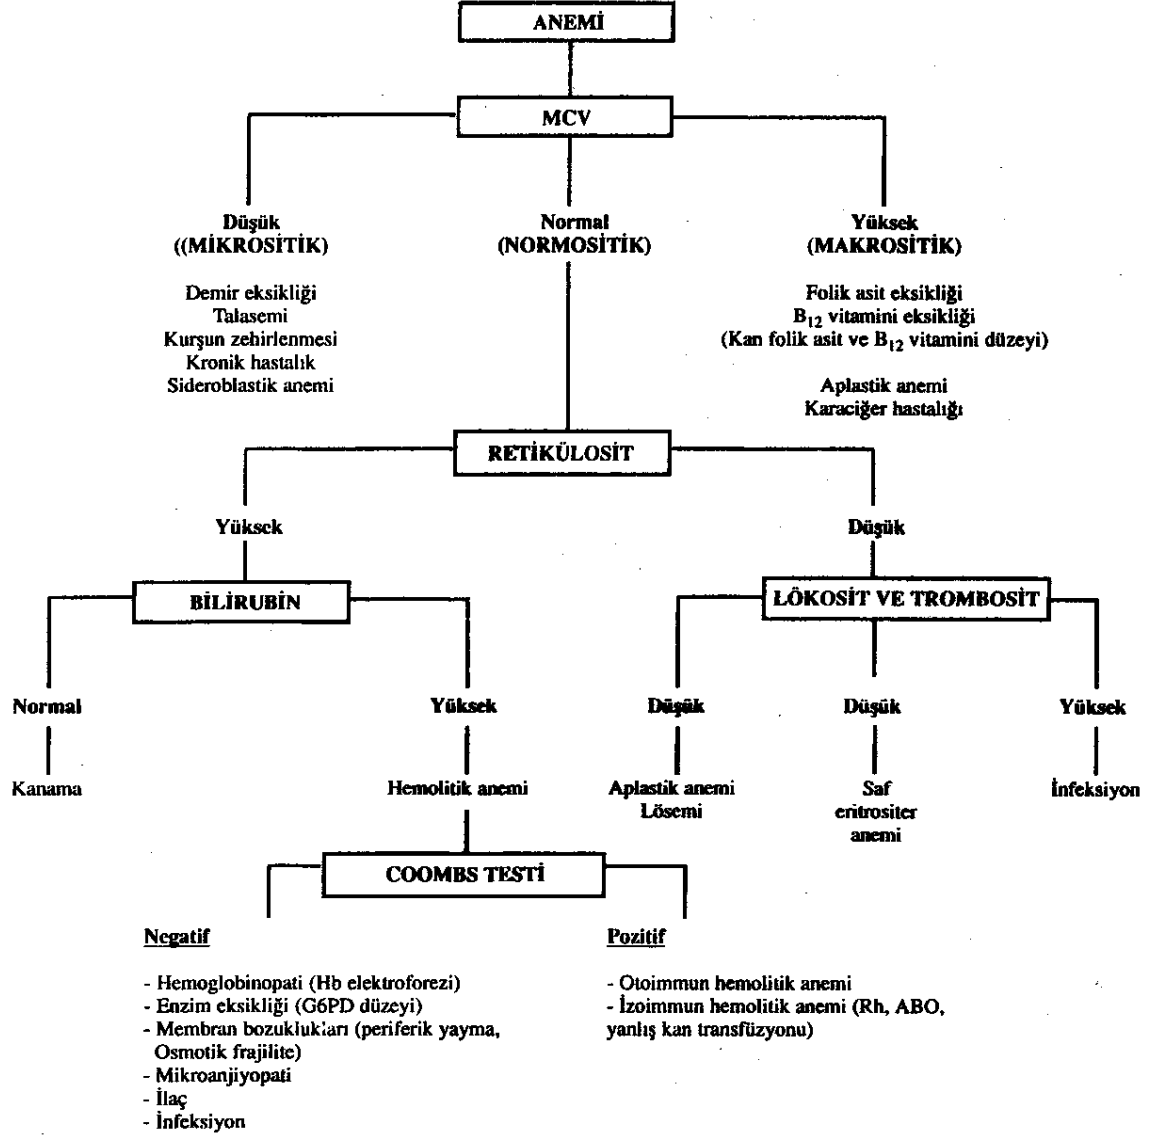 ANEMİ
MCV
Düşük
((MİKROSİTİK)
Normal
(NORMOSİTİK)
Yüksek
(MAKROSİTİK)
Demir eksikliği
Talasemi
Kurşun zehirlenmesi
Kronik hastalık
Sideroblastik anemi
Folik asit eksikliği
B₁₂ vitamini eksikliği
(Kan folik asit ve B₁₂ vitamini düzeyi)
Aplastik anemi
Karaciğer hastalığı
RETİKÜLOSİT
Yüksek
Düşük
BİLİRUBİN
LÖKOSİT VE TROMBOSİT
Normal
Yüksek
Düşük
Düşük
Yüksek
Kanama
Hemolitik anemi
Aplastik anemi
Lösemi
Saf
eritrositer
anemi
İnfeksiyon
COOMBS TESTİ
Negatif
- Hemoglobinopati (Hb elektroforezi)
- Enzim eksikliği (G6PD düzeyi)
- Membran bozuklukları (periferik yayma,
Osmotik frajilite)
- Mikroanjiyopati
- İlaç
- İnfeksiyon
Pozitif
- Otoimmun hemolitik anemi
- İzoimmun hemolitik anemi (Rh, ABO,
yanlış kan transfüzyonu)